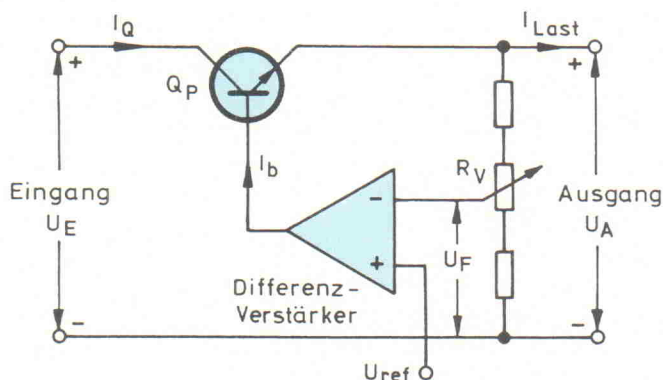 I_Q
I_Last
+
+
Q_P
I_b
R_V
Eingang
U_E
-
+
U_F
Ausgang
U_A
Differenz-
Verstärker
-
-
U_ref